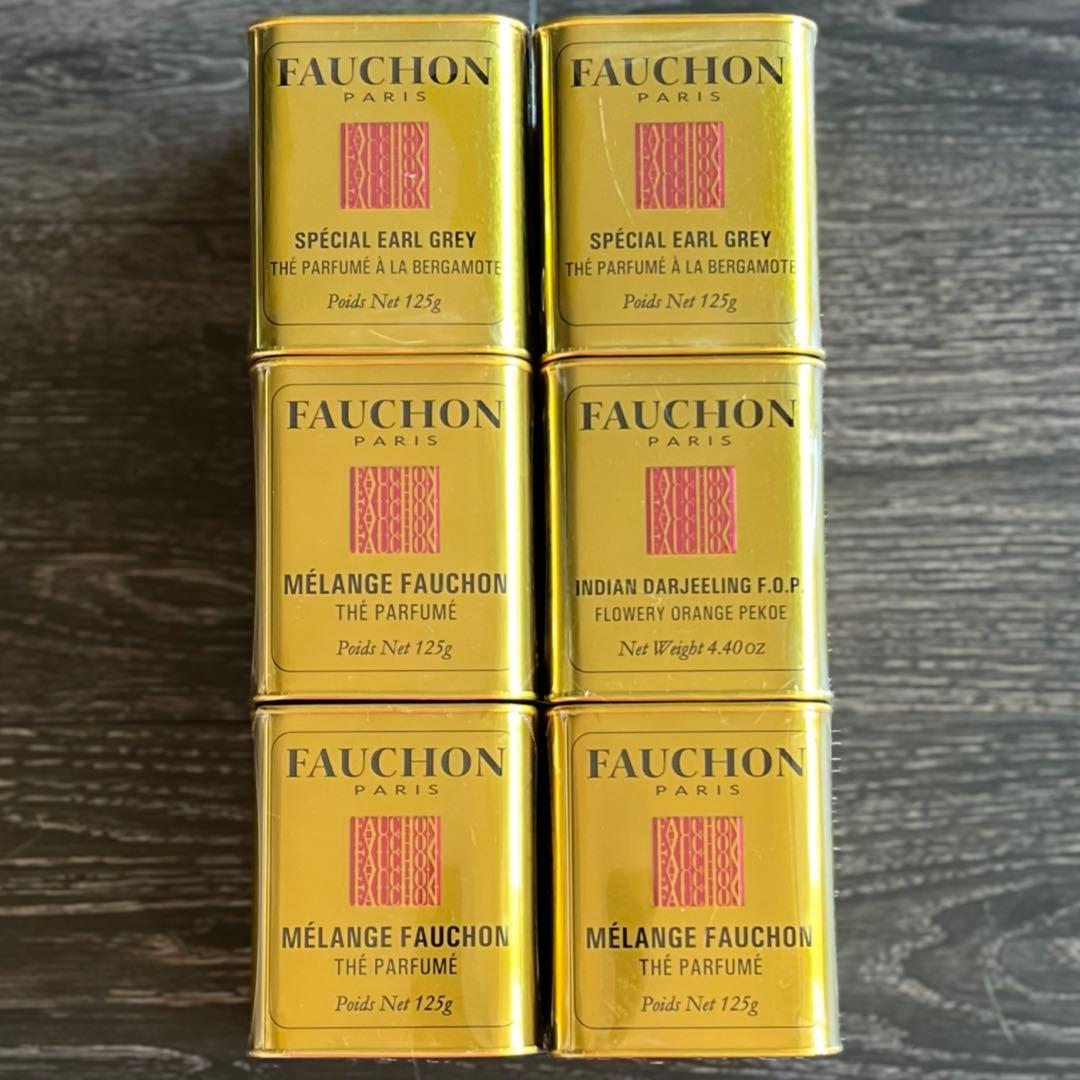 FAUCHON
PARIS
SPÉCIAL EARL GREY
THÉ PARFUMÉ À LA BERGAMOTE
Poids Net 125g
FAUCHON
PARIS
SPÉCIAL EARL GREY
THÉ PARFUMÉ À LA BERGAMOTE
Poids Net 125g
FAUCHON
PARIS
MÉLANGE FAUCHON
THÉ PARFUMÉ
Poids Net 125g
FAUCHON
PARIS
INDIAN DARJEELING F.O.P.
FLOWERY ORANGE PEKOE
Net Weight 4.40 OZ
FAUCHON
PARIS
MÉLANGE FAUCHON
THÉ PARFUMÉ
Poids Net 125g
FAUCHON
PARIS
MÉLANGE FAUCHON
THÉ PARFUMÉ
Poids Net 125g